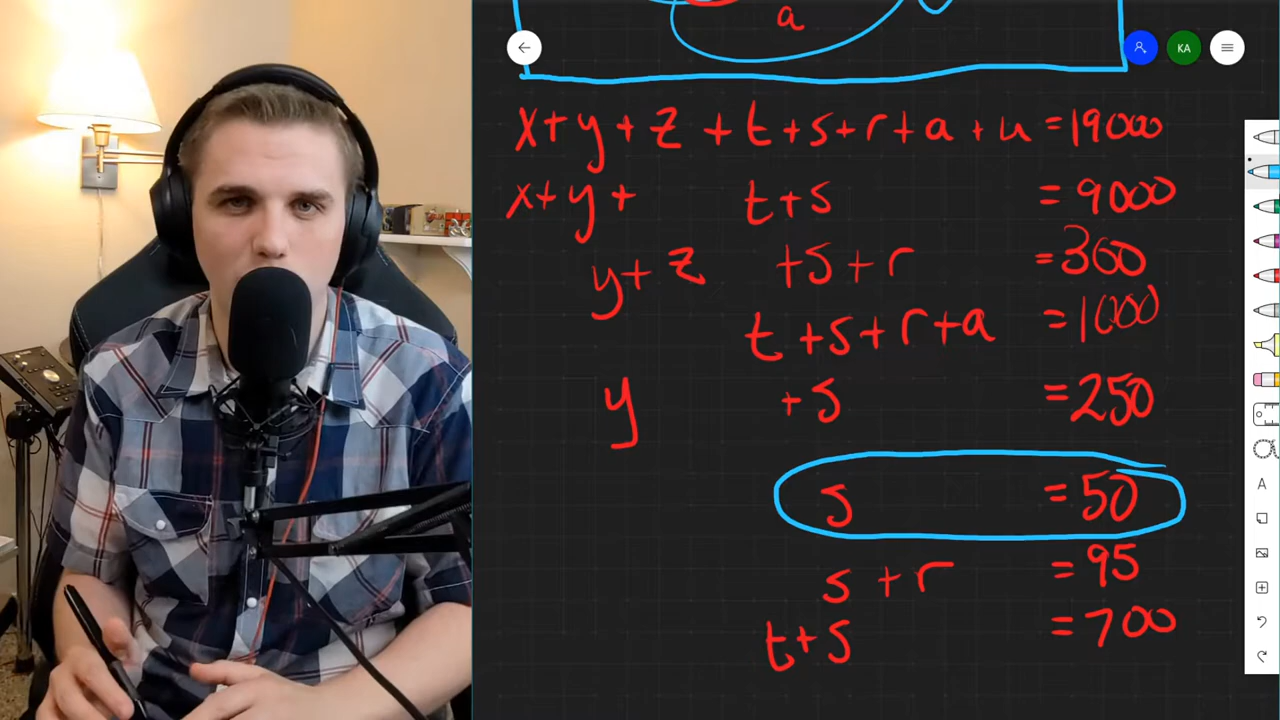 a
KA
x+y+z+t+s+r+a+u=19000
x+y+ t+s =9000
y+z +s+r =300
t+s+r+a =1000
y +s =250
s =50
s+r =95
t+s =700
A